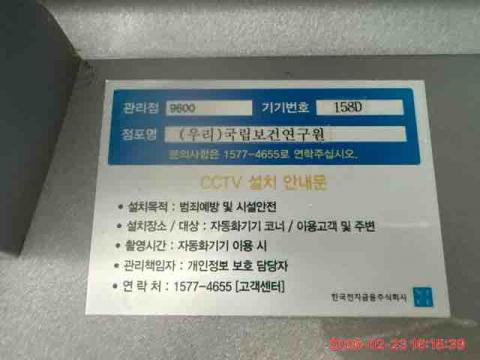 관리점 9600 기기번호 158D
점포명 (우리)국립보건연구원
문의사항은 1577-4655로 연락주십시오.
CCTV 설치 안내문
• 설치목적 : 범죄예방 및 시설안전
• 설치장소 / 대상 : 자동화기기 코너 / 이용고객 및 주변
• 촬영시간 : 자동화기기 이용 시
• 관리책임자 : 개인정보 보호 담당자
• 연 락 처 : 1577-4655 [고객센터]
한국전자금융주식회사